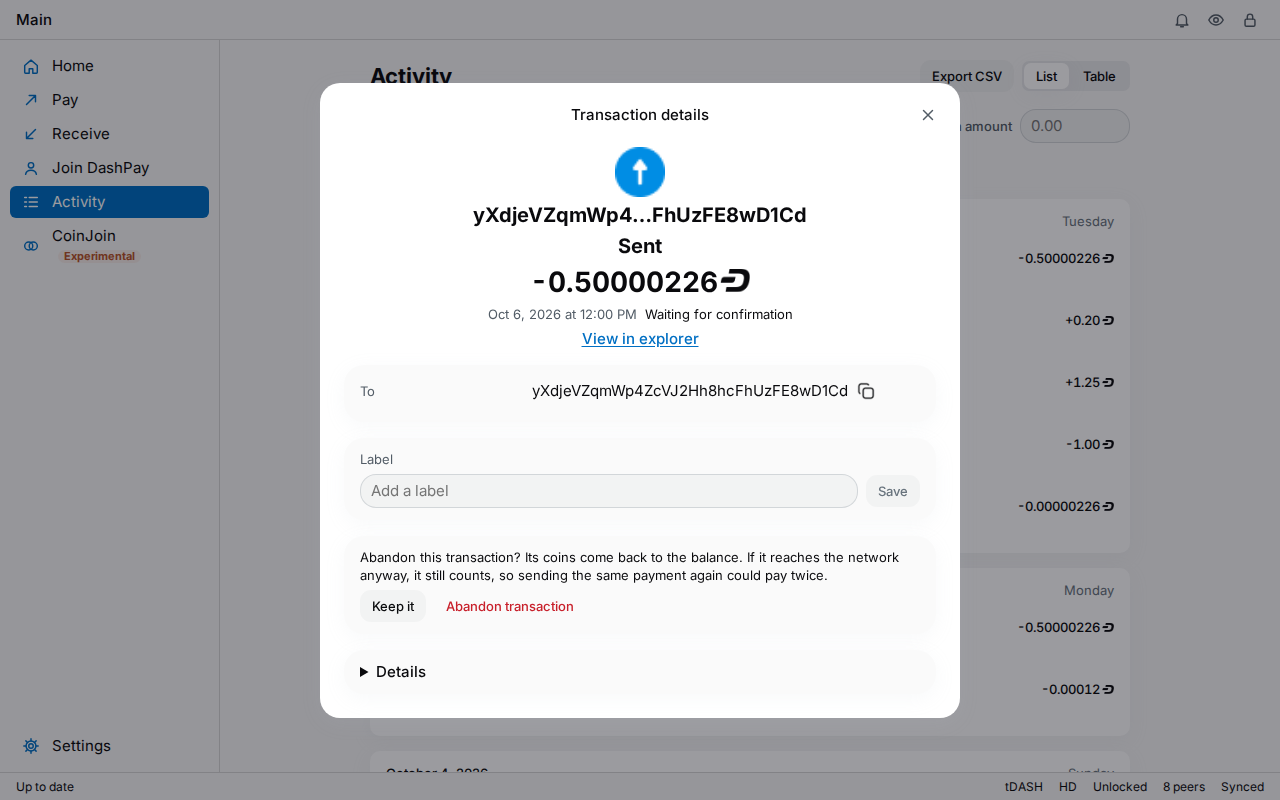 Main
Home
Pay
Receive
Join DashPay
Activity
CoinJoin
Experimental
Settings
Activity
Export CSV
List
Table
amount
0.00
Tuesday
-0.50000226
+0.20
+1.25
-1.00
-0.00000226
Monday
-0.50000226
-0.00012
Transaction details
yXdjeVZqmWp4...FhUzFE8wD1Cd
Sent
-0.50000226
Oct 6, 2026 at 12:00 PM Waiting for confirmation
View in explorer
To yXdjeVZqmWp4ZcVJ2Hh8hcFhUzFE8wD1Cd
Label
Add a label
Save
Abandon this transaction? Its coins come back to the balance. If it reaches the network
anyway, it still counts, so sending the same payment again could pay twice.
Keep it
Abandon transaction
Details
October 4, 2026
Sunday
Up to date
tDASH HD Unlocked 8 peers Synced